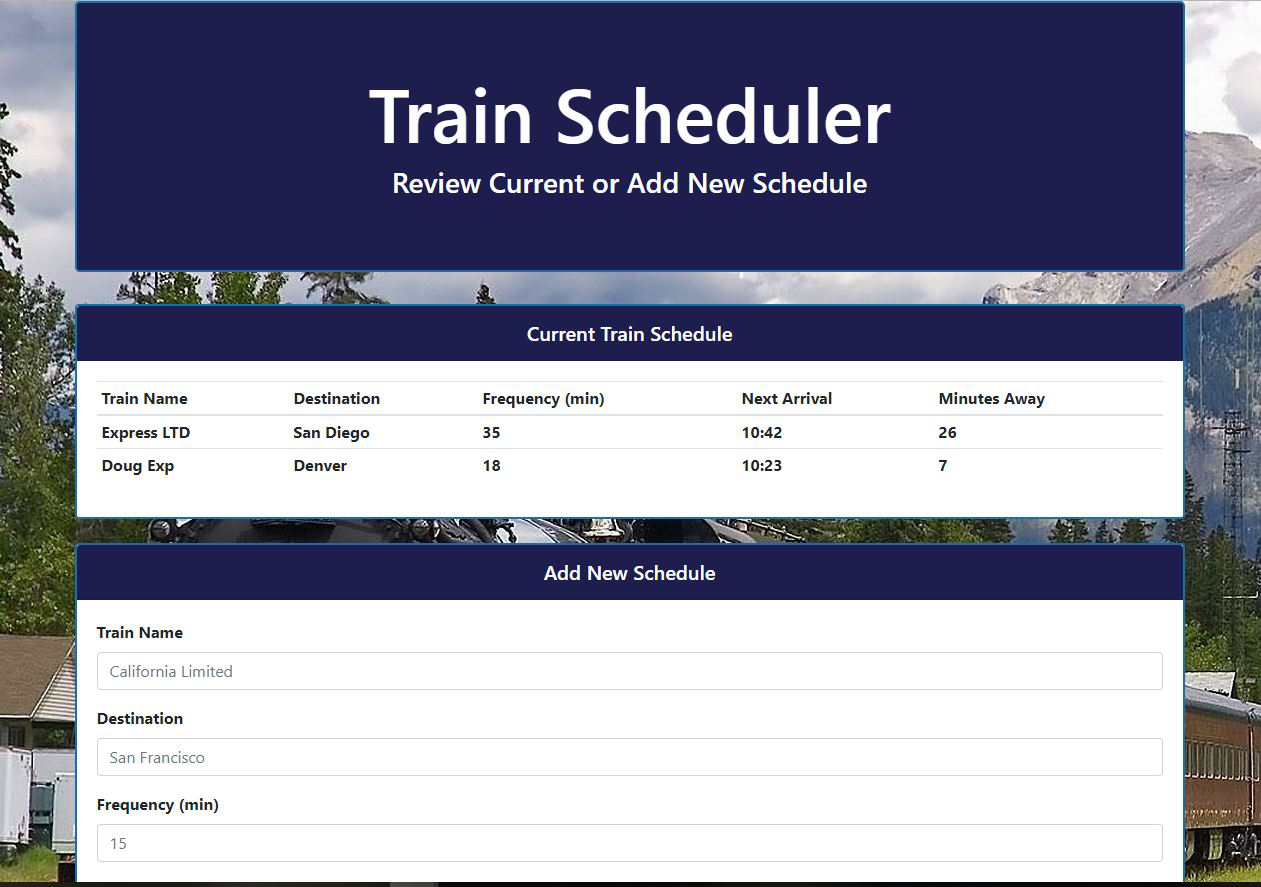 Train Scheduler
Review Current or Add New Schedule
Current Train Schedule
Train Name Destination Frequency (min) Next Arrival Minutes Away
Express LTD San Diego 35 10:42 26
Doug Exp Denver 18 10:23 7
Add New Schedule
Train Name
California Limited
Destination
San Francisco
Frequency (min)
15